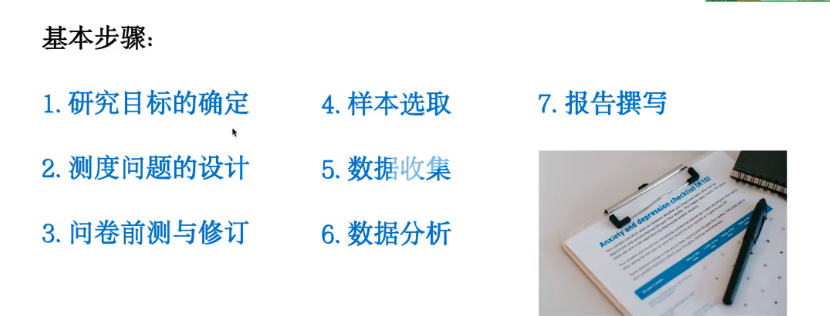 基本步骤:
1. 研究目标的确定
2. 测度问题的设计
3. 问卷前测与修订
4. 样本选取
5. 数据收集
6. 数据分析
7. 报告撰写
Anxiety and depression checklist (K10)